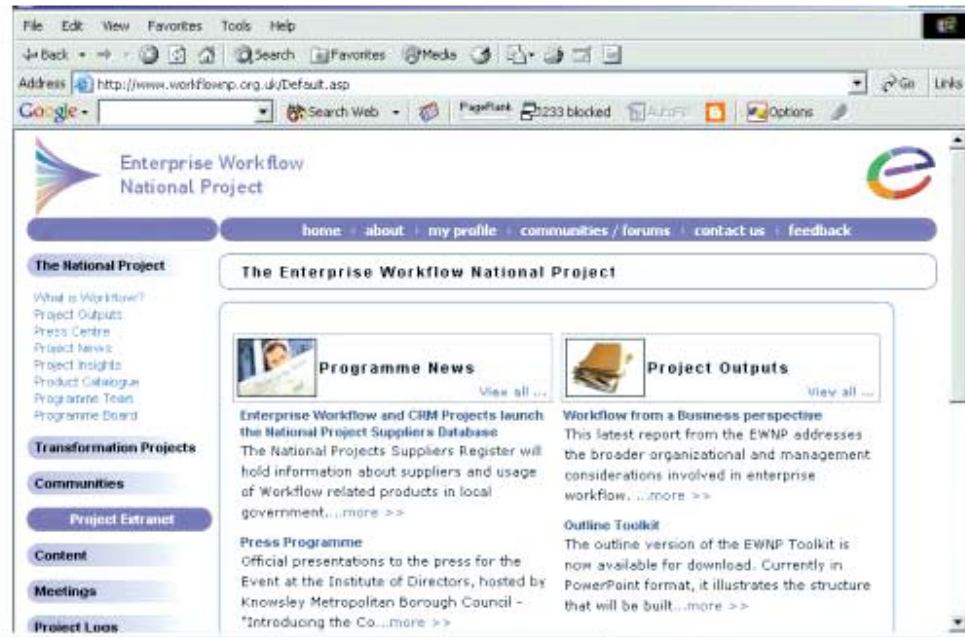 File Edit View Favorites Tools Help
Back Search Favorites Media
Address http://www.workflownp.org.uk/Default.asp Go Links
Google Search Web PageRank 1233 blocked AutoFill Options
Enterprise Workflow
National Project
home about my profile communities / forums contact us feedback
The National Project
What is Workflow?
Project Outputs
Press Centre
Project News
Project Insights
Product Catalogue
Programme Team
Programme Board
Transformation Projects
Communities
Project Extranet
Content
Meetings
Project Logs
The Enterprise Workflow National Project
Programme News
View all ...
Enterprise Workflow and CRM Projects launch
the National Project Suppliers Database
The National Projects Suppliers Register will
hold information about suppliers and usage
of Workflow related products in local
government....more >>
Press Programme
Official presentations to the press for the
Event at the Institute of Directors, hosted by
Knowsley Metropolitan Borough Council -
"Introducing the Co...more >>
Project Outputs
View all ...
Workflow from a Business perspective
This latest report from the EWNP addresses
the broader organizational and management
considerations involved in enterprise
workflow. ...more >>
Outline Toolkit
The outline version of the EWNP Toolkit is
now available for download. Currently in
PowerPoint format, it illustrates the structure
that will be built...more >>